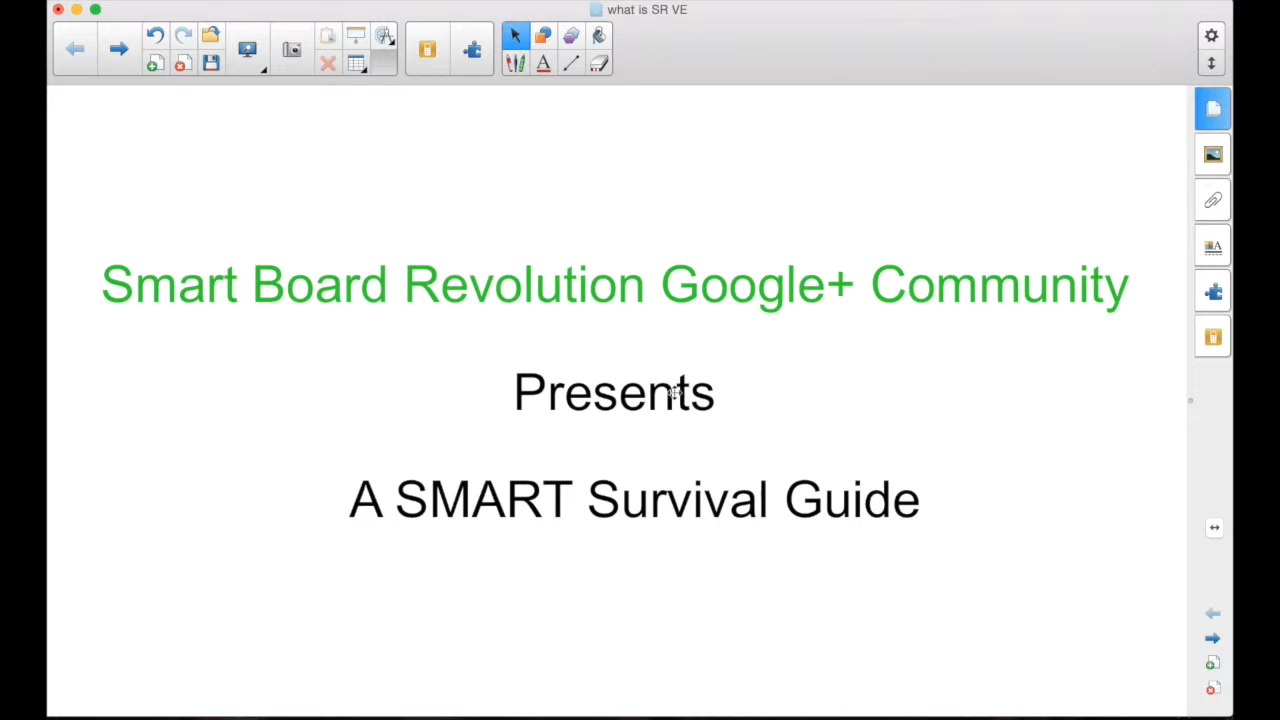 what is SR VE
Smart Board Revolution Google+ Community
Presents
A SMART Survival Guide